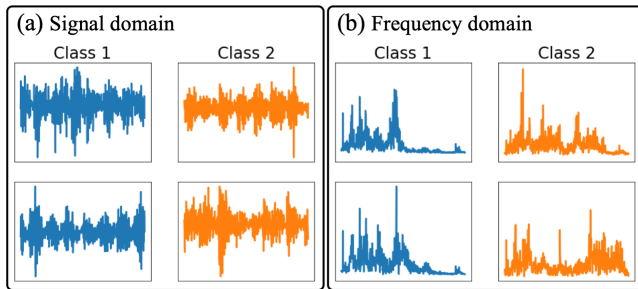 (a) Signal domain
Class 1 Class 2
(b) Frequency domain
Class 1 Class 2